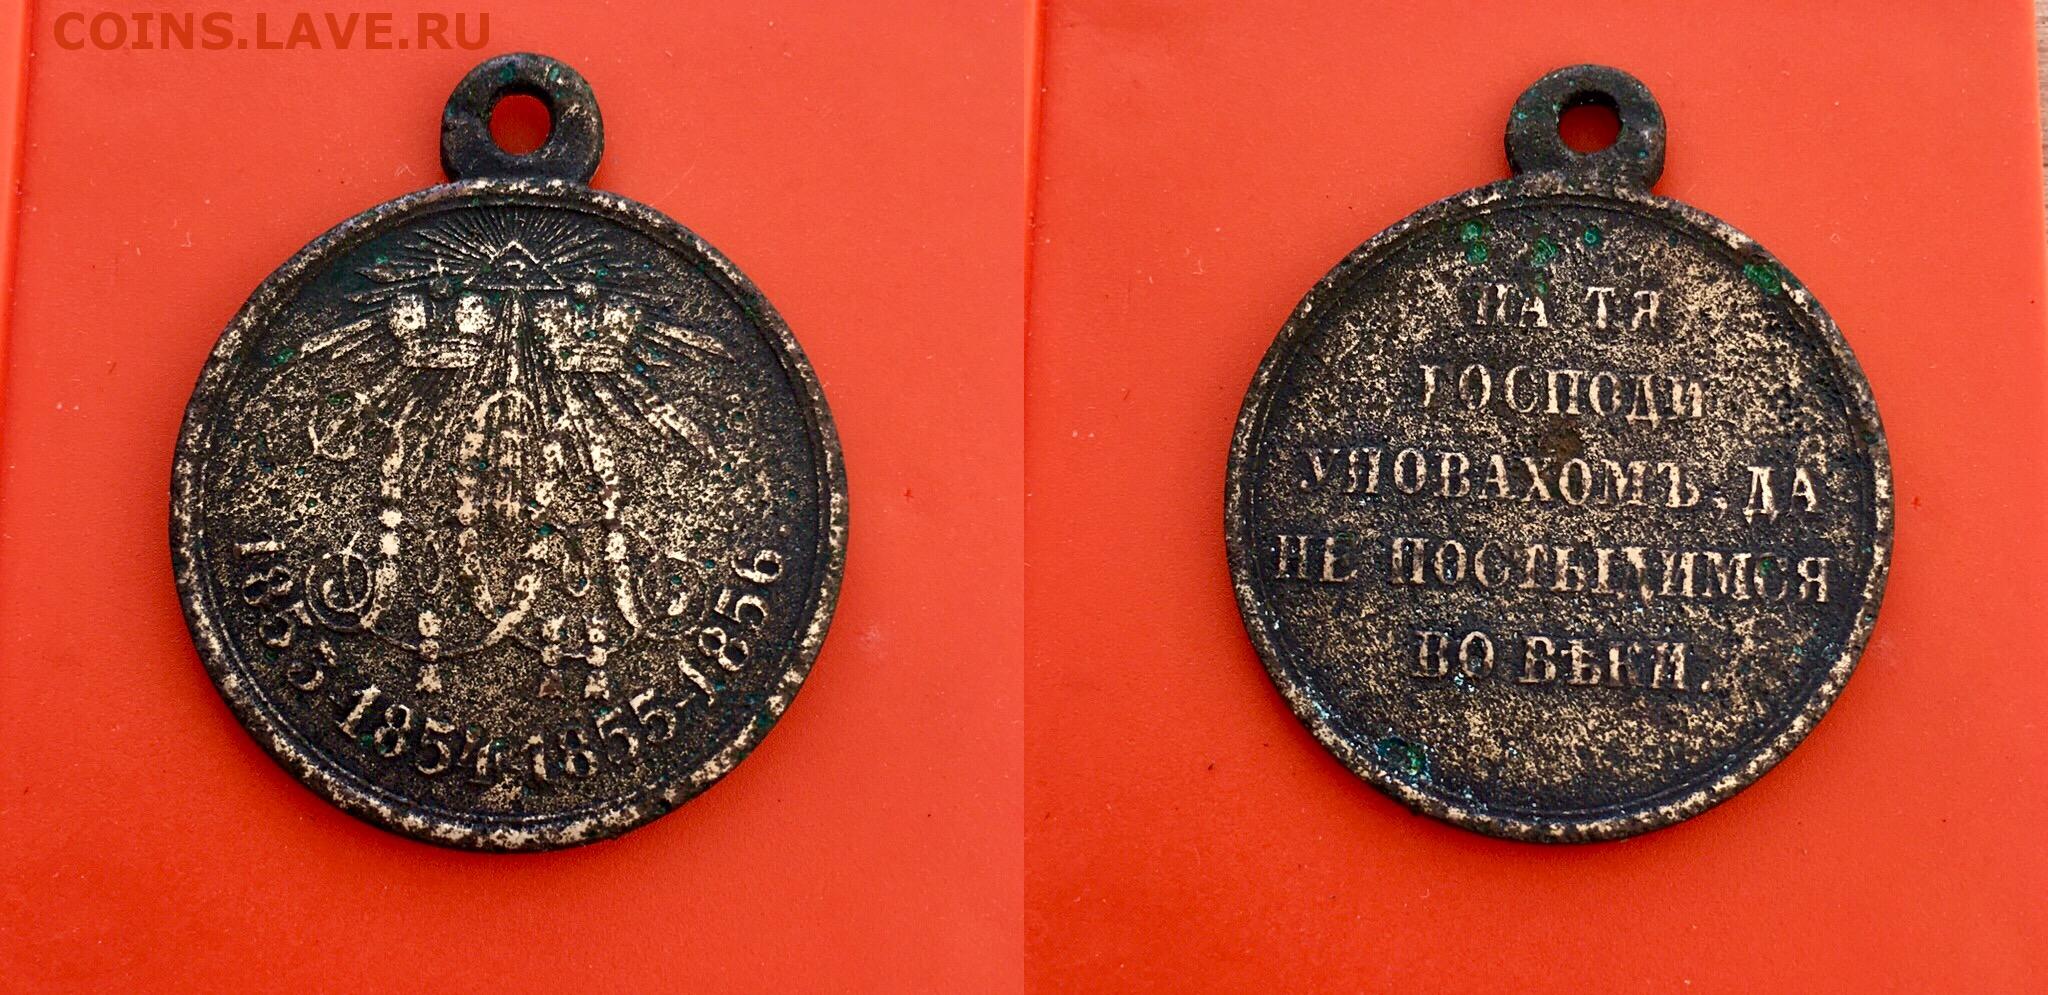 COINS.LAVE.RU
1853-1854-1855-1856.
НА ТЯ
ГОСПОДИ
УПОВАХОМЪ, ДА
НЕ ПОСТЫДИМСЯ
ВО ВѢКИ.